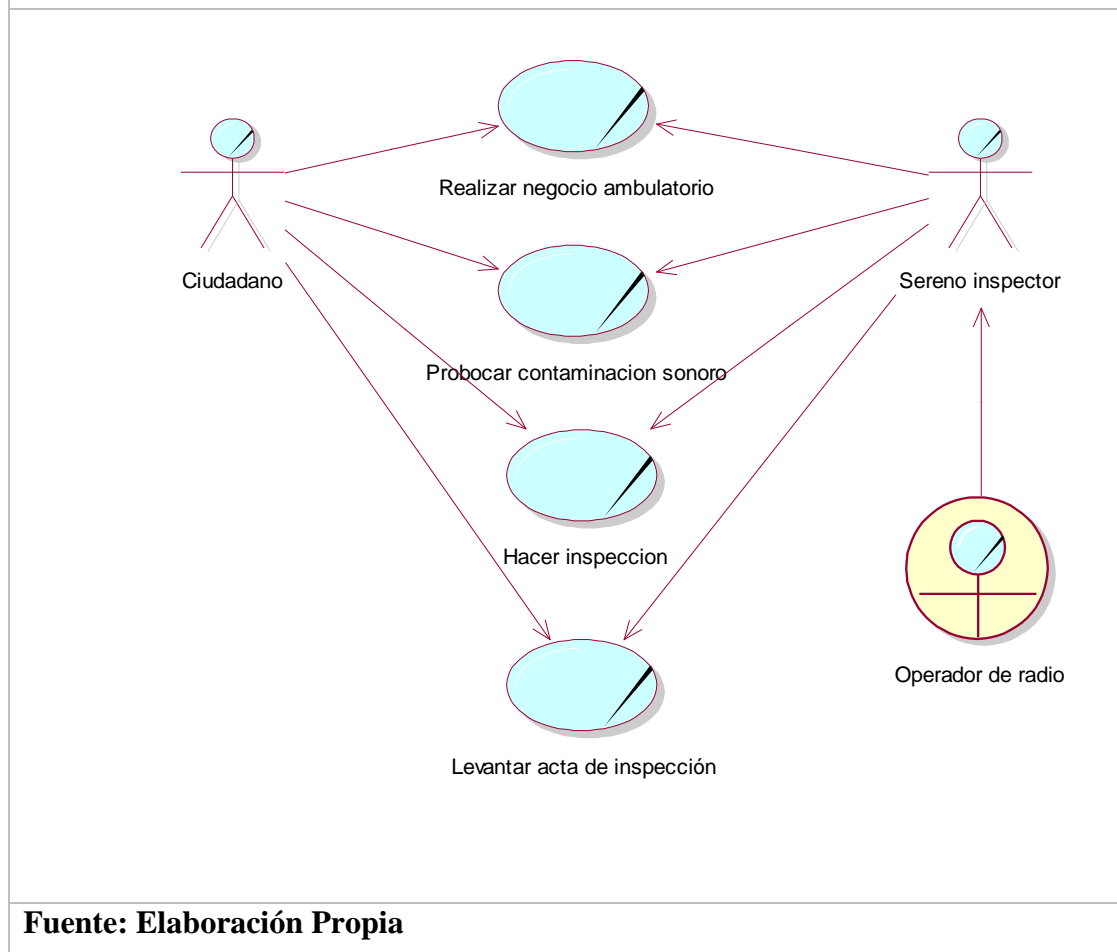 Realizar negocio ambulatorio
Ciudadano
Sereno inspector
Probocar contaminacion sonoro
Hacer inspeccion
Operador de radio
Levantar acta de inspección
Fuente: Elaboración Propia